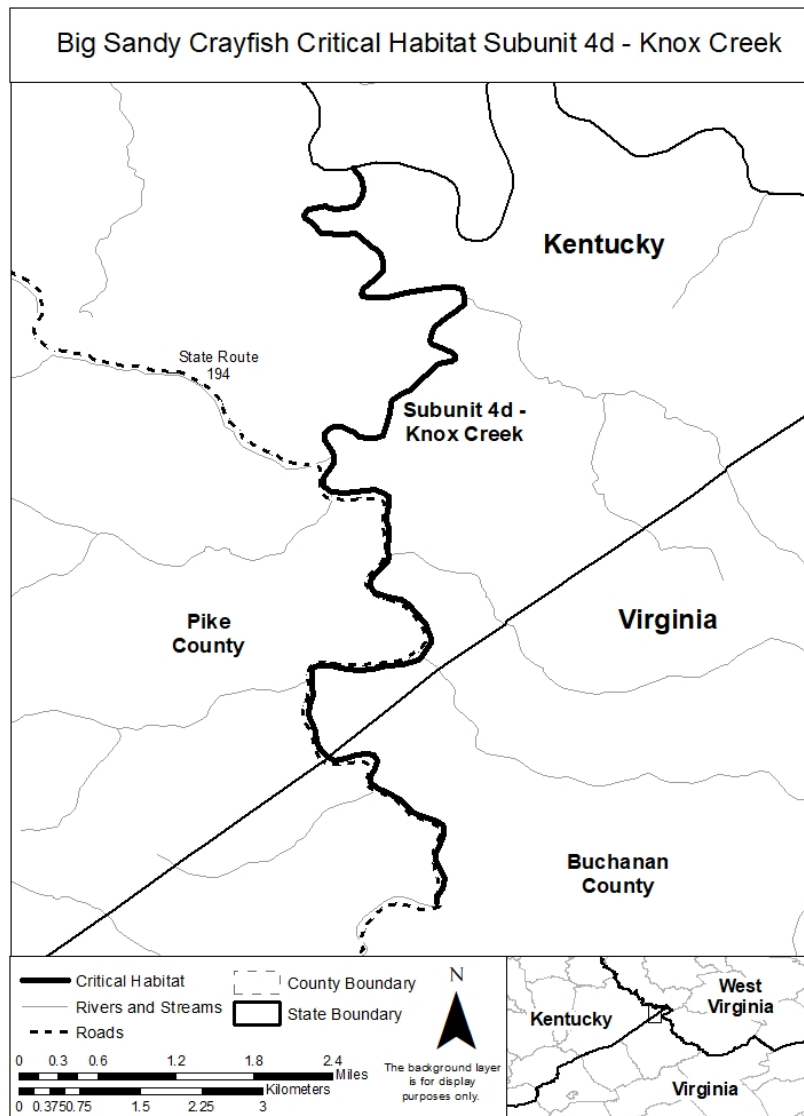 Big Sandy Crayfish Critical Habitat Subunit 4d - Knox Creek
Kentucky
State Route
194
Subunit 4d -
Knox Creek
Pike
County
Virginia
Buchanan
County
Critical Habitat
Rivers and Streams
Roads
County Boundary
State Boundary
N
The background layer
is for display
purposes only.
0 0.3 0.6 1.2 1.8 2.4
Miles
Kilometers
0 0.375 0.75 1.5 2.25 3
West
Virginia
Kentucky
Virginia